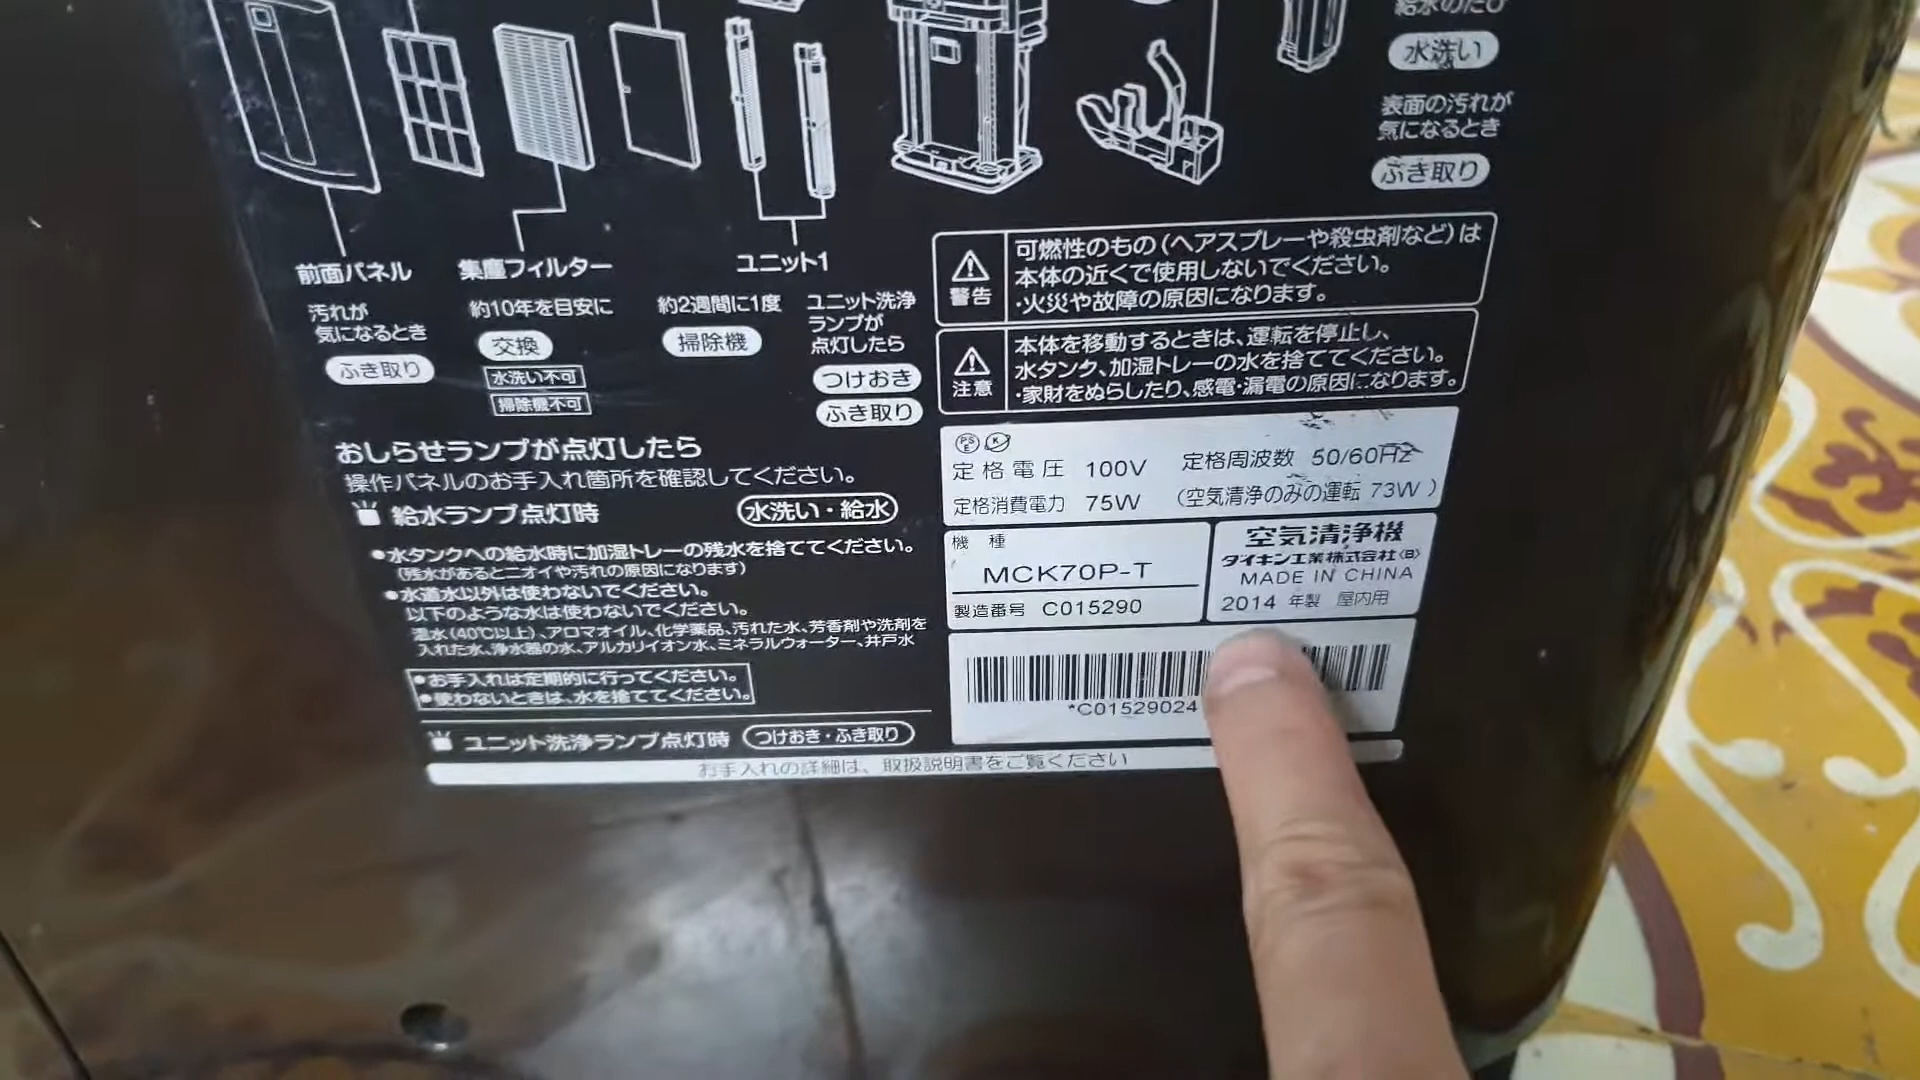 給水のたび
水洗い
表面の汚れが
気になるとき
ふき取り
前面パネル
汚れが
気になるとき
ふき取り
集塵フィルター
約10年を目安に
交換
水洗い不可
掃除機不可
約2週間に1度
掃除機
ユニット1
ユニット洗浄
ランプが
点灯したら
つけおき
ふき取り
警告
可燃性のもの(ヘアスプレーや殺虫剤など)は
本体の近くで使用しないでください。
・火災や故障の原因になります。
注意
本体を移動するときは、運転を停止し、
水タンク、加湿トレーの水を捨ててください。
・家財をぬらしたり、感電・漏電の原因になります。
おしらせランプが点灯したら
操作パネルのお手入れ箇所を確認してください。
給水ランプ点灯時 水洗い・給水
●水タンクへの給水時に加湿トレーの残水を捨ててください。
(残水があるとニオイや汚れの原因になります)
●水道水以外は使わないでください。
以下のような水は使わないでください。
温水(40℃以上)、アロマオイル、化学薬品、汚れた水、芳香剤や洗剤を
入れた水、浄水器の水、アルカリイオン水、ミネラルウォーター、井戸水
●お手入れは定期的に行ってください。
●使わないときは、水を捨ててください。
ユニット洗浄ランプ点灯時 つけおき・ふき取り
お手入れの詳細は、取扱説明書をご覧ください
PS E K
定格電圧 100V 定格周波数 50/60Hz
定格消費電力 75W (空気清浄のみの運転 73W)
機種
MCK70P-T
製造番号 C015290
空気清浄機
ダイキン工業株式会社〈B〉
MADE IN CHINA
2014 年製 屋内用
*C01529024